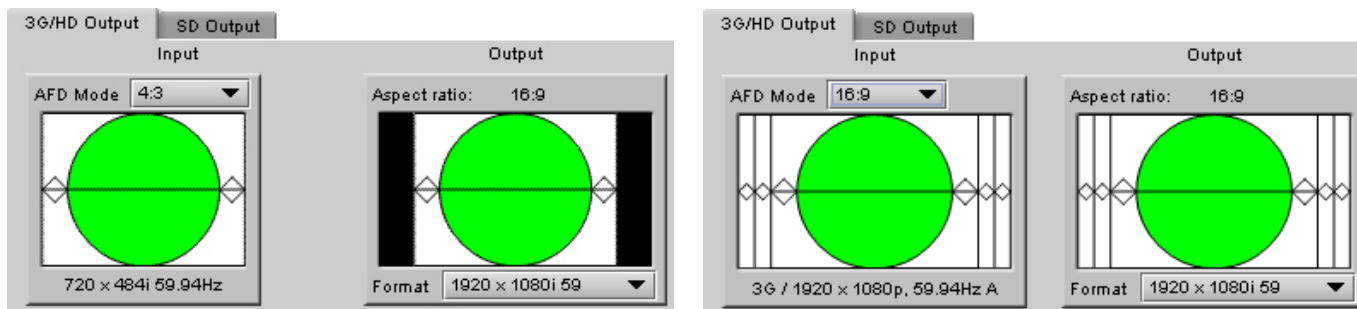 3G/HD Output SD Output
Input Output
AFD Mode 4:3
Aspect ratio: 16:9
720 x 484i 59.94Hz
Format 1920 x 1080i 59
3G/HD Output SD Output
Input Output
AFD Mode 16:9
Aspect ratio: 16:9
3G / 1920 x 1080p, 59.94Hz A
Format 1920 x 1080i 59